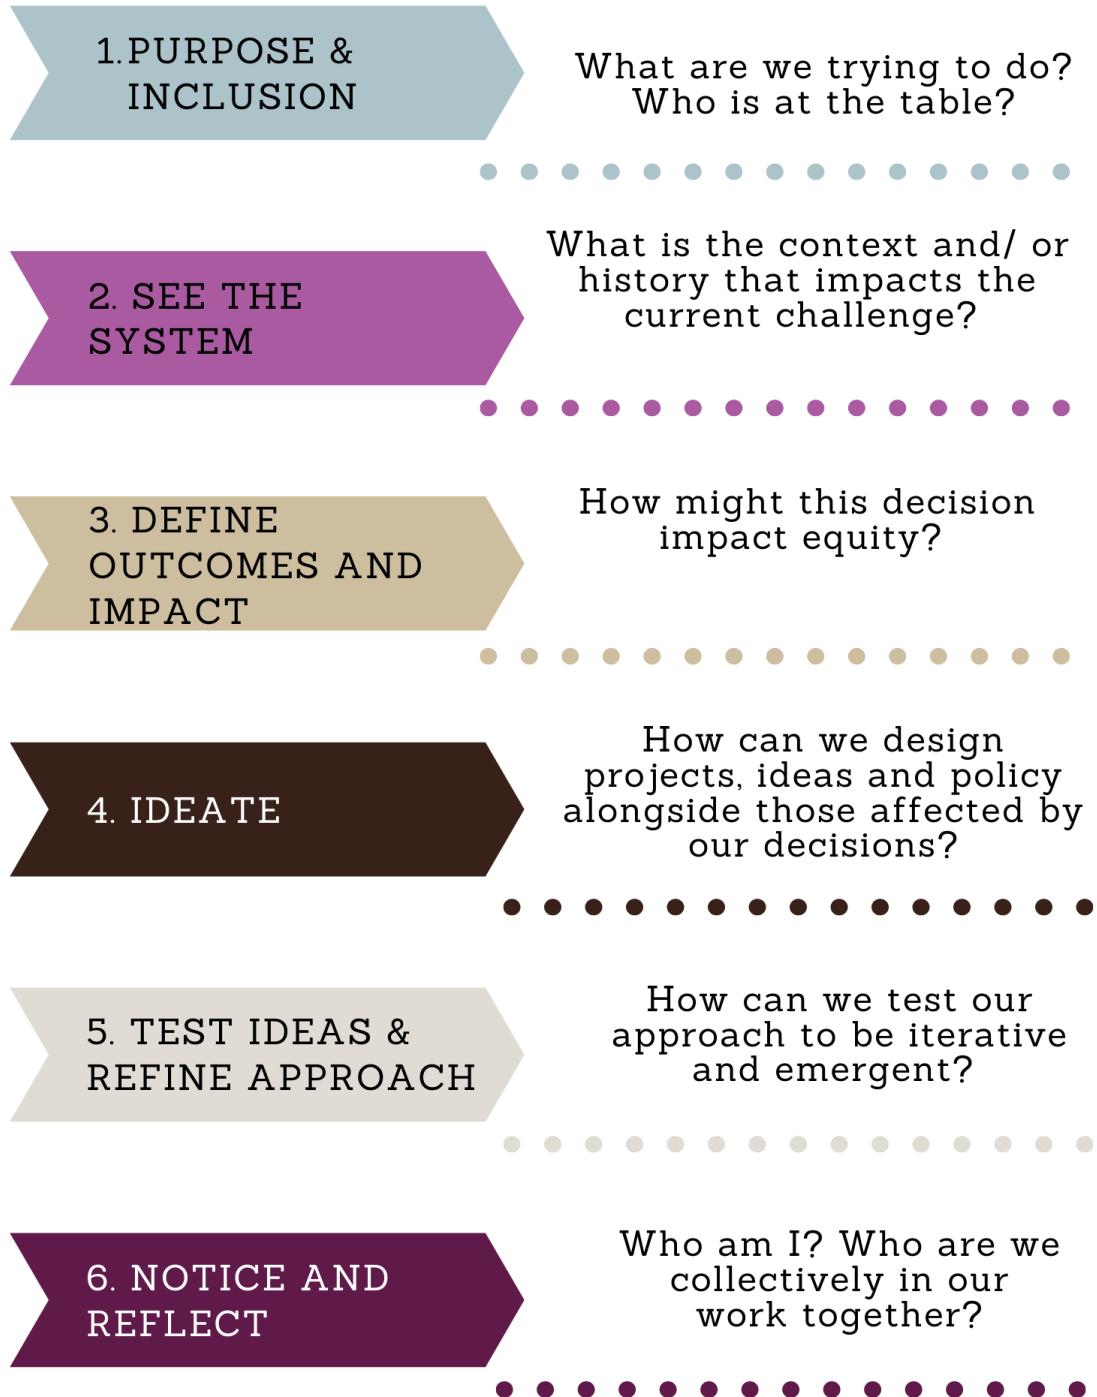 1. PURPOSE &
INCLUSION
What are we trying to do?
Who is at the table?
2. SEE THE
SYSTEM
What is the context and/ or
history that impacts the
current challenge?
3. DEFINE
OUTCOMES AND
IMPACT
How might this decision
impact equity?
4. IDEATE
How can we design
projects, ideas and policy
alongside those affected by
our decisions?
5. TEST IDEAS &
REFINE APPROACH
How can we test our
approach to be iterative
and emergent?
6. NOTICE AND
REFLECT
Who am I? Who are we
collectively in our
work together?